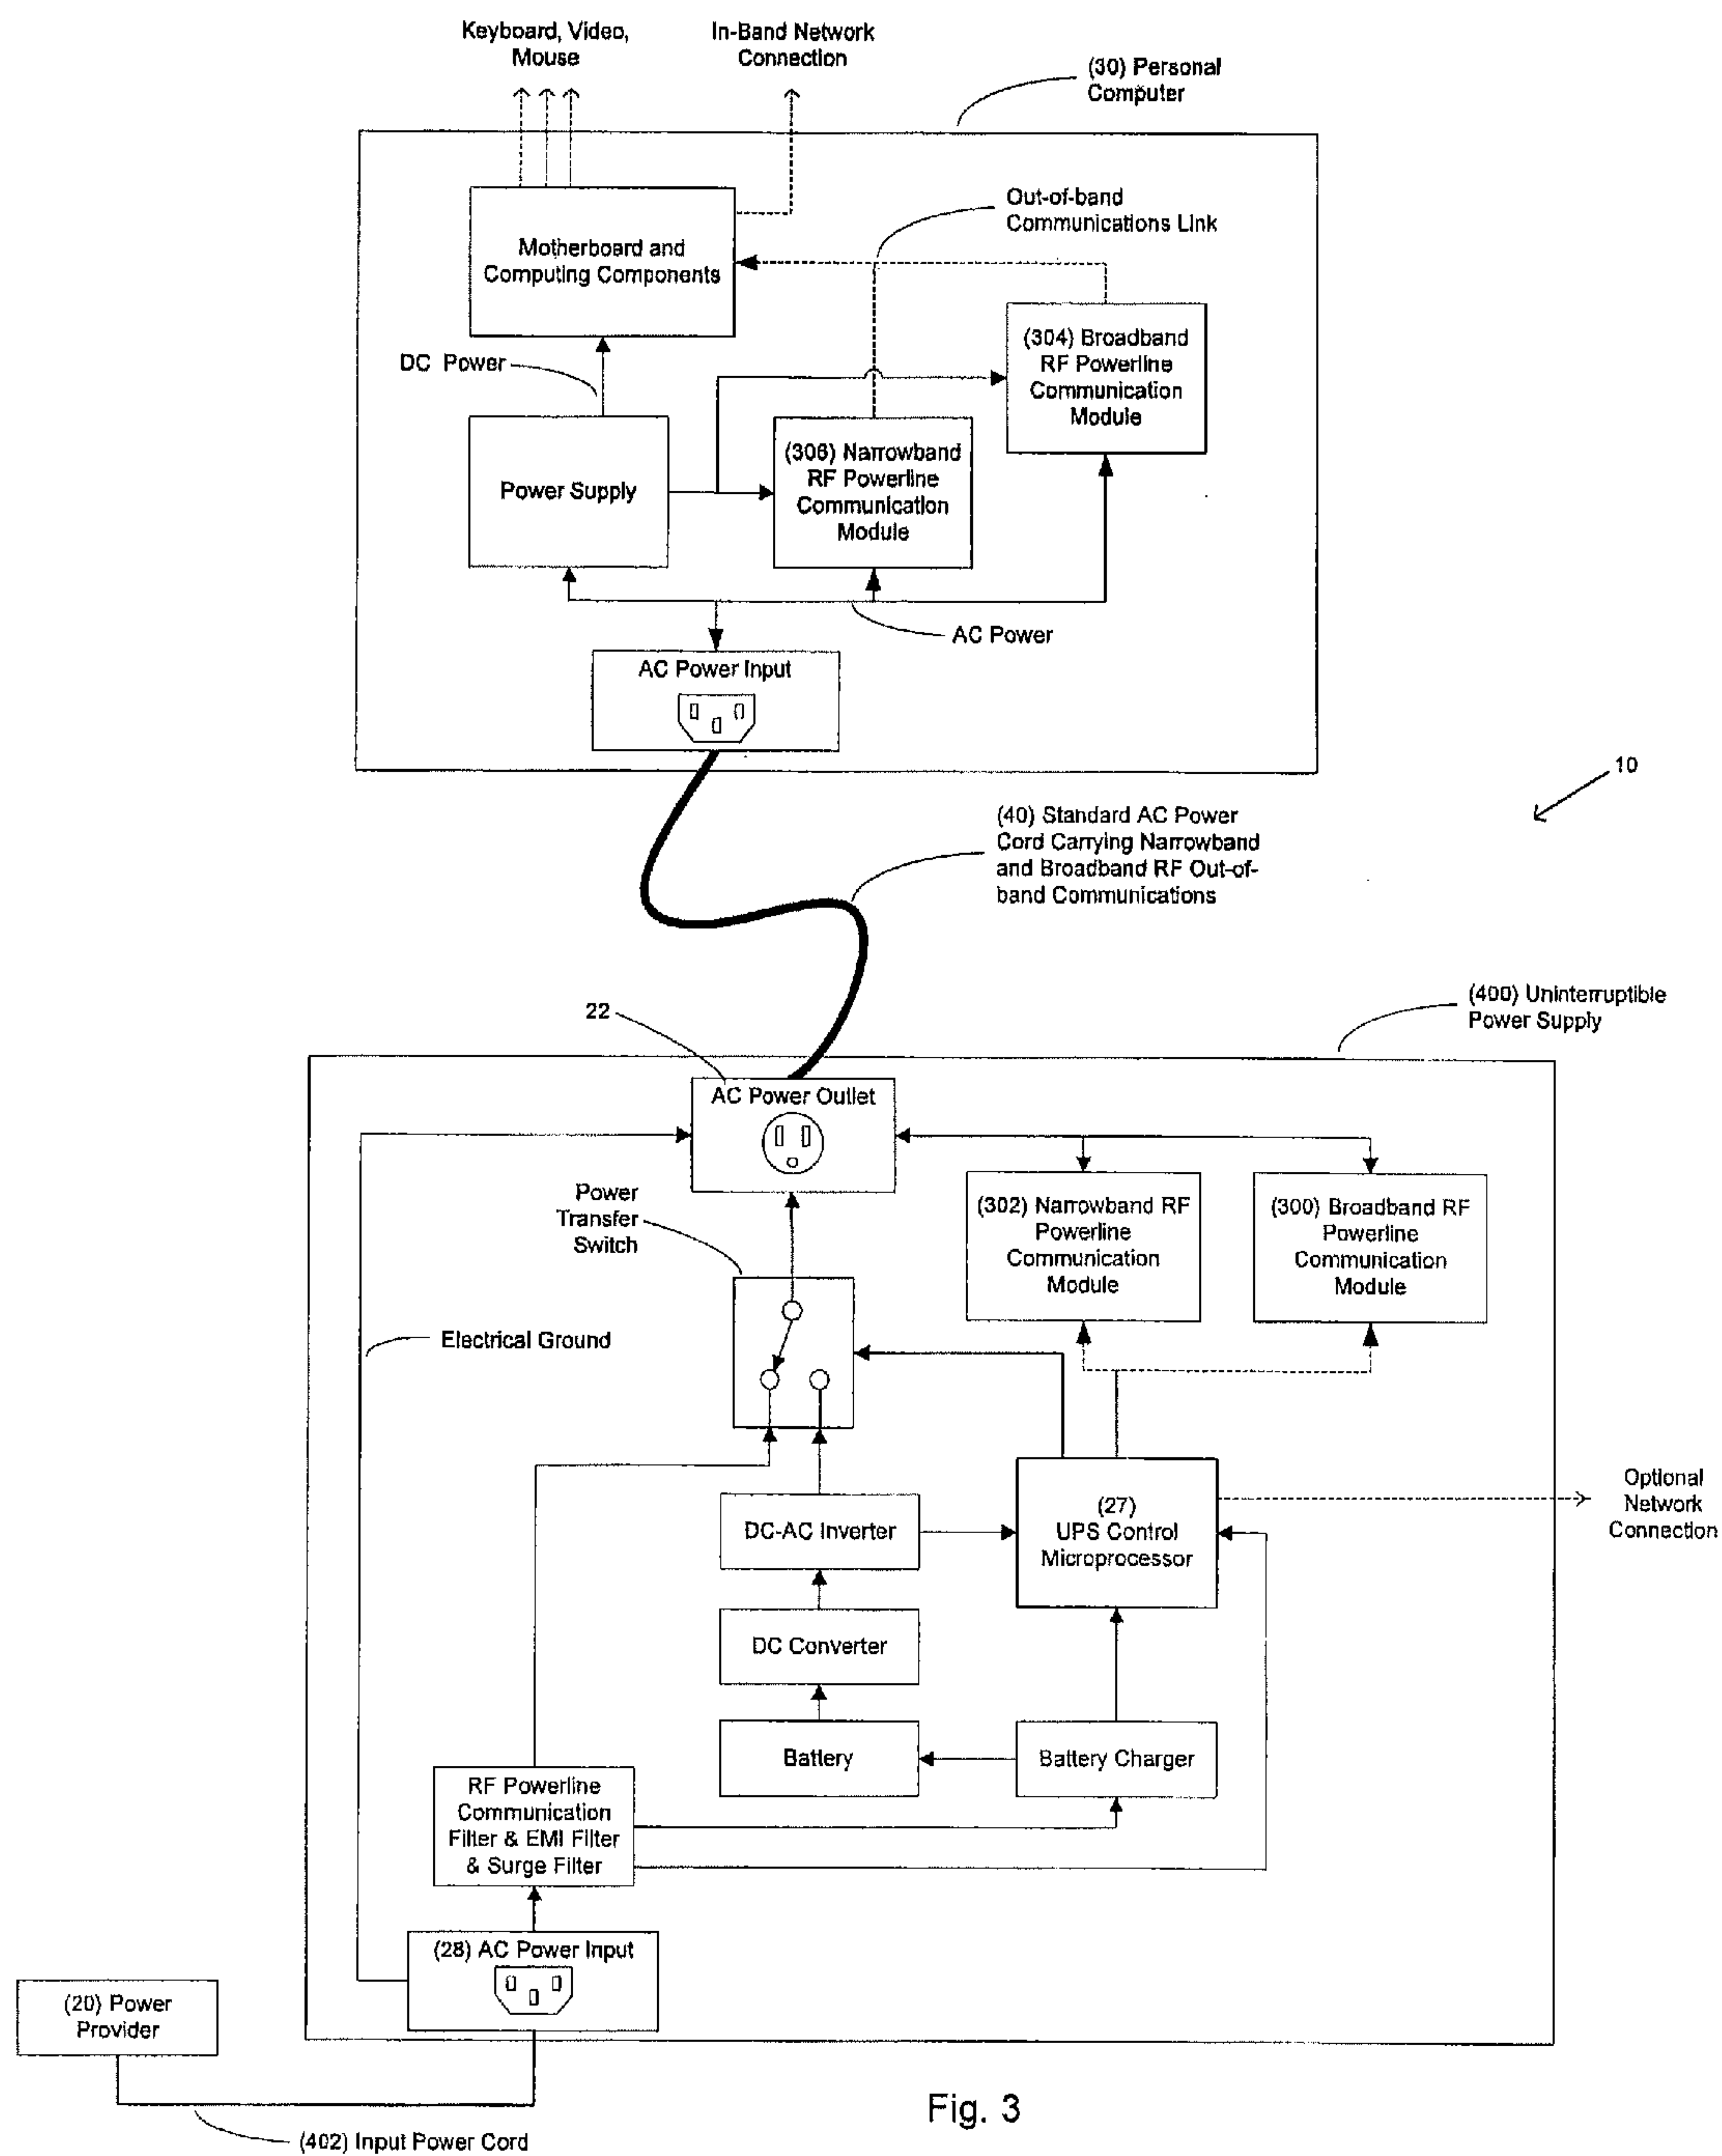 Keyboard, Video,
Mouse
In-Band Network
Connection
(30) Personal
Computer
Out-of-band
Communications Link
Motherboard and
Computing Components
(304) Broadband
RF Powerline
Communication
Module
DC Power
(306) Narrowband
RF Powerline
Communication
Module
Power Supply
AC Power
AC Power Input
10
(40) Standard AC Power
Cord Carrying Narrowband
and Broadband RF Out-of-
band Communications
(400) Uninterruptible
Power Supply
22
AC Power Outlet
Power
Transfer
Switch
(302) Narrowband RF
Powerline
Communication
Module
(300) Broadband RF
Powerline
Communication
Module
Electrical Ground
Optional
Network
Connection
DC-AC Inverter
(27)
UPS Control
Microprocessor
DC Converter
Battery
Battery Charger
RF Powerline
Communication
Filter & EMI Filter
& Surge Filter
(28) AC Power Input
(20) Power
Provider
(402) Input Power Cord
Fig. 3